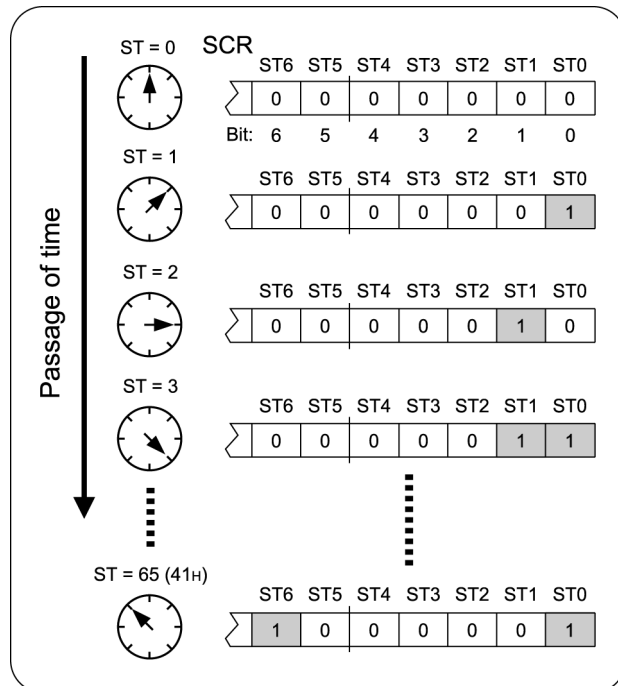 ST = 0 SCR
ST6 ST5 ST4 ST3 ST2 ST1 ST0
0 0 0 0 0 0 0
Bit: 6 5 4 3 2 1 0
ST = 1
ST6 ST5 ST4 ST3 ST2 ST1 ST0
0 0 0 0 0 0 1
ST = 2
ST6 ST5 ST4 ST3 ST2 ST1 ST0
0 0 0 0 0 1 0
ST = 3
ST6 ST5 ST4 ST3 ST2 ST1 ST0
0 0 0 0 0 1 1
ST = 65 (41H)
ST6 ST5 ST4 ST3 ST2 ST1 ST0
1 0 0 0 0 0 1
Passage of time